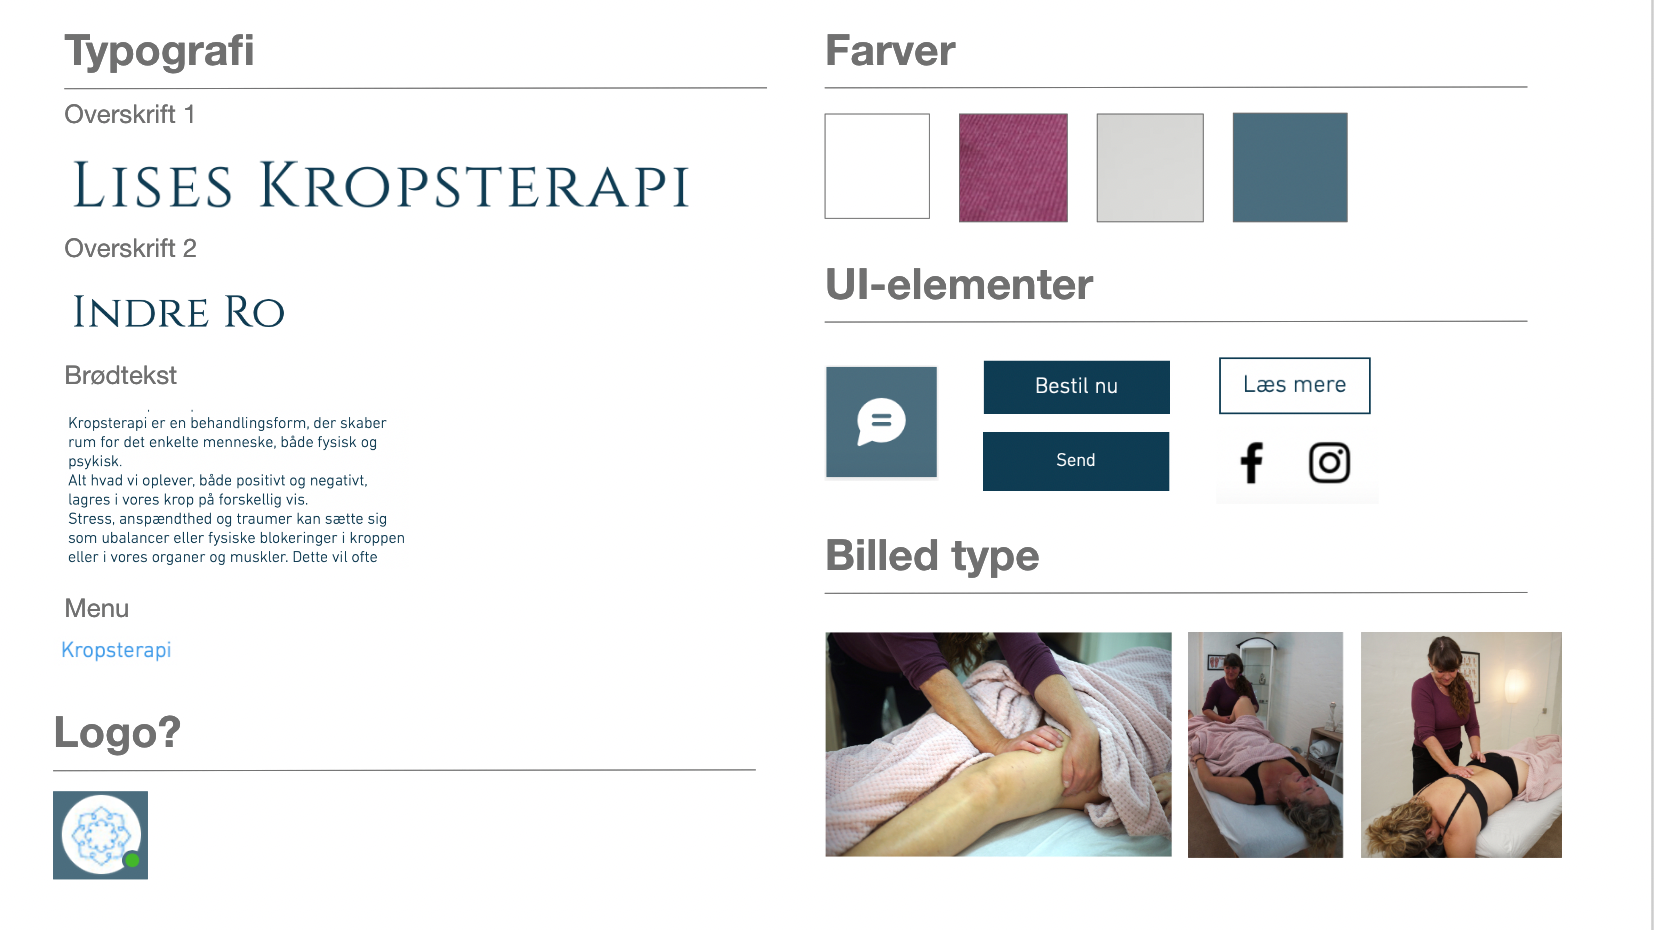 Typografi
Overskrift 1
Lises Kropsterapi
Overskrift 2
Indre Ro
Brødtekst
Kropsterapi er en behandlingsform, der skaber
rum for det enkelte menneske, både fysisk og
psykisk.
Alt hvad vi oplever, både positivt og negativt,
lagres i vores krop på forskellig vis.
Stress, anspændthed og traumer kan sætte sig
som ubalancer eller fysiske blokeringer i kroppen
eller i vores organer og muskler. Dette vil ofte
Menu
Kropsterapi
Logo?
Farver
UI-elementer
Bestil nu
Læs mere
Send
Billed type